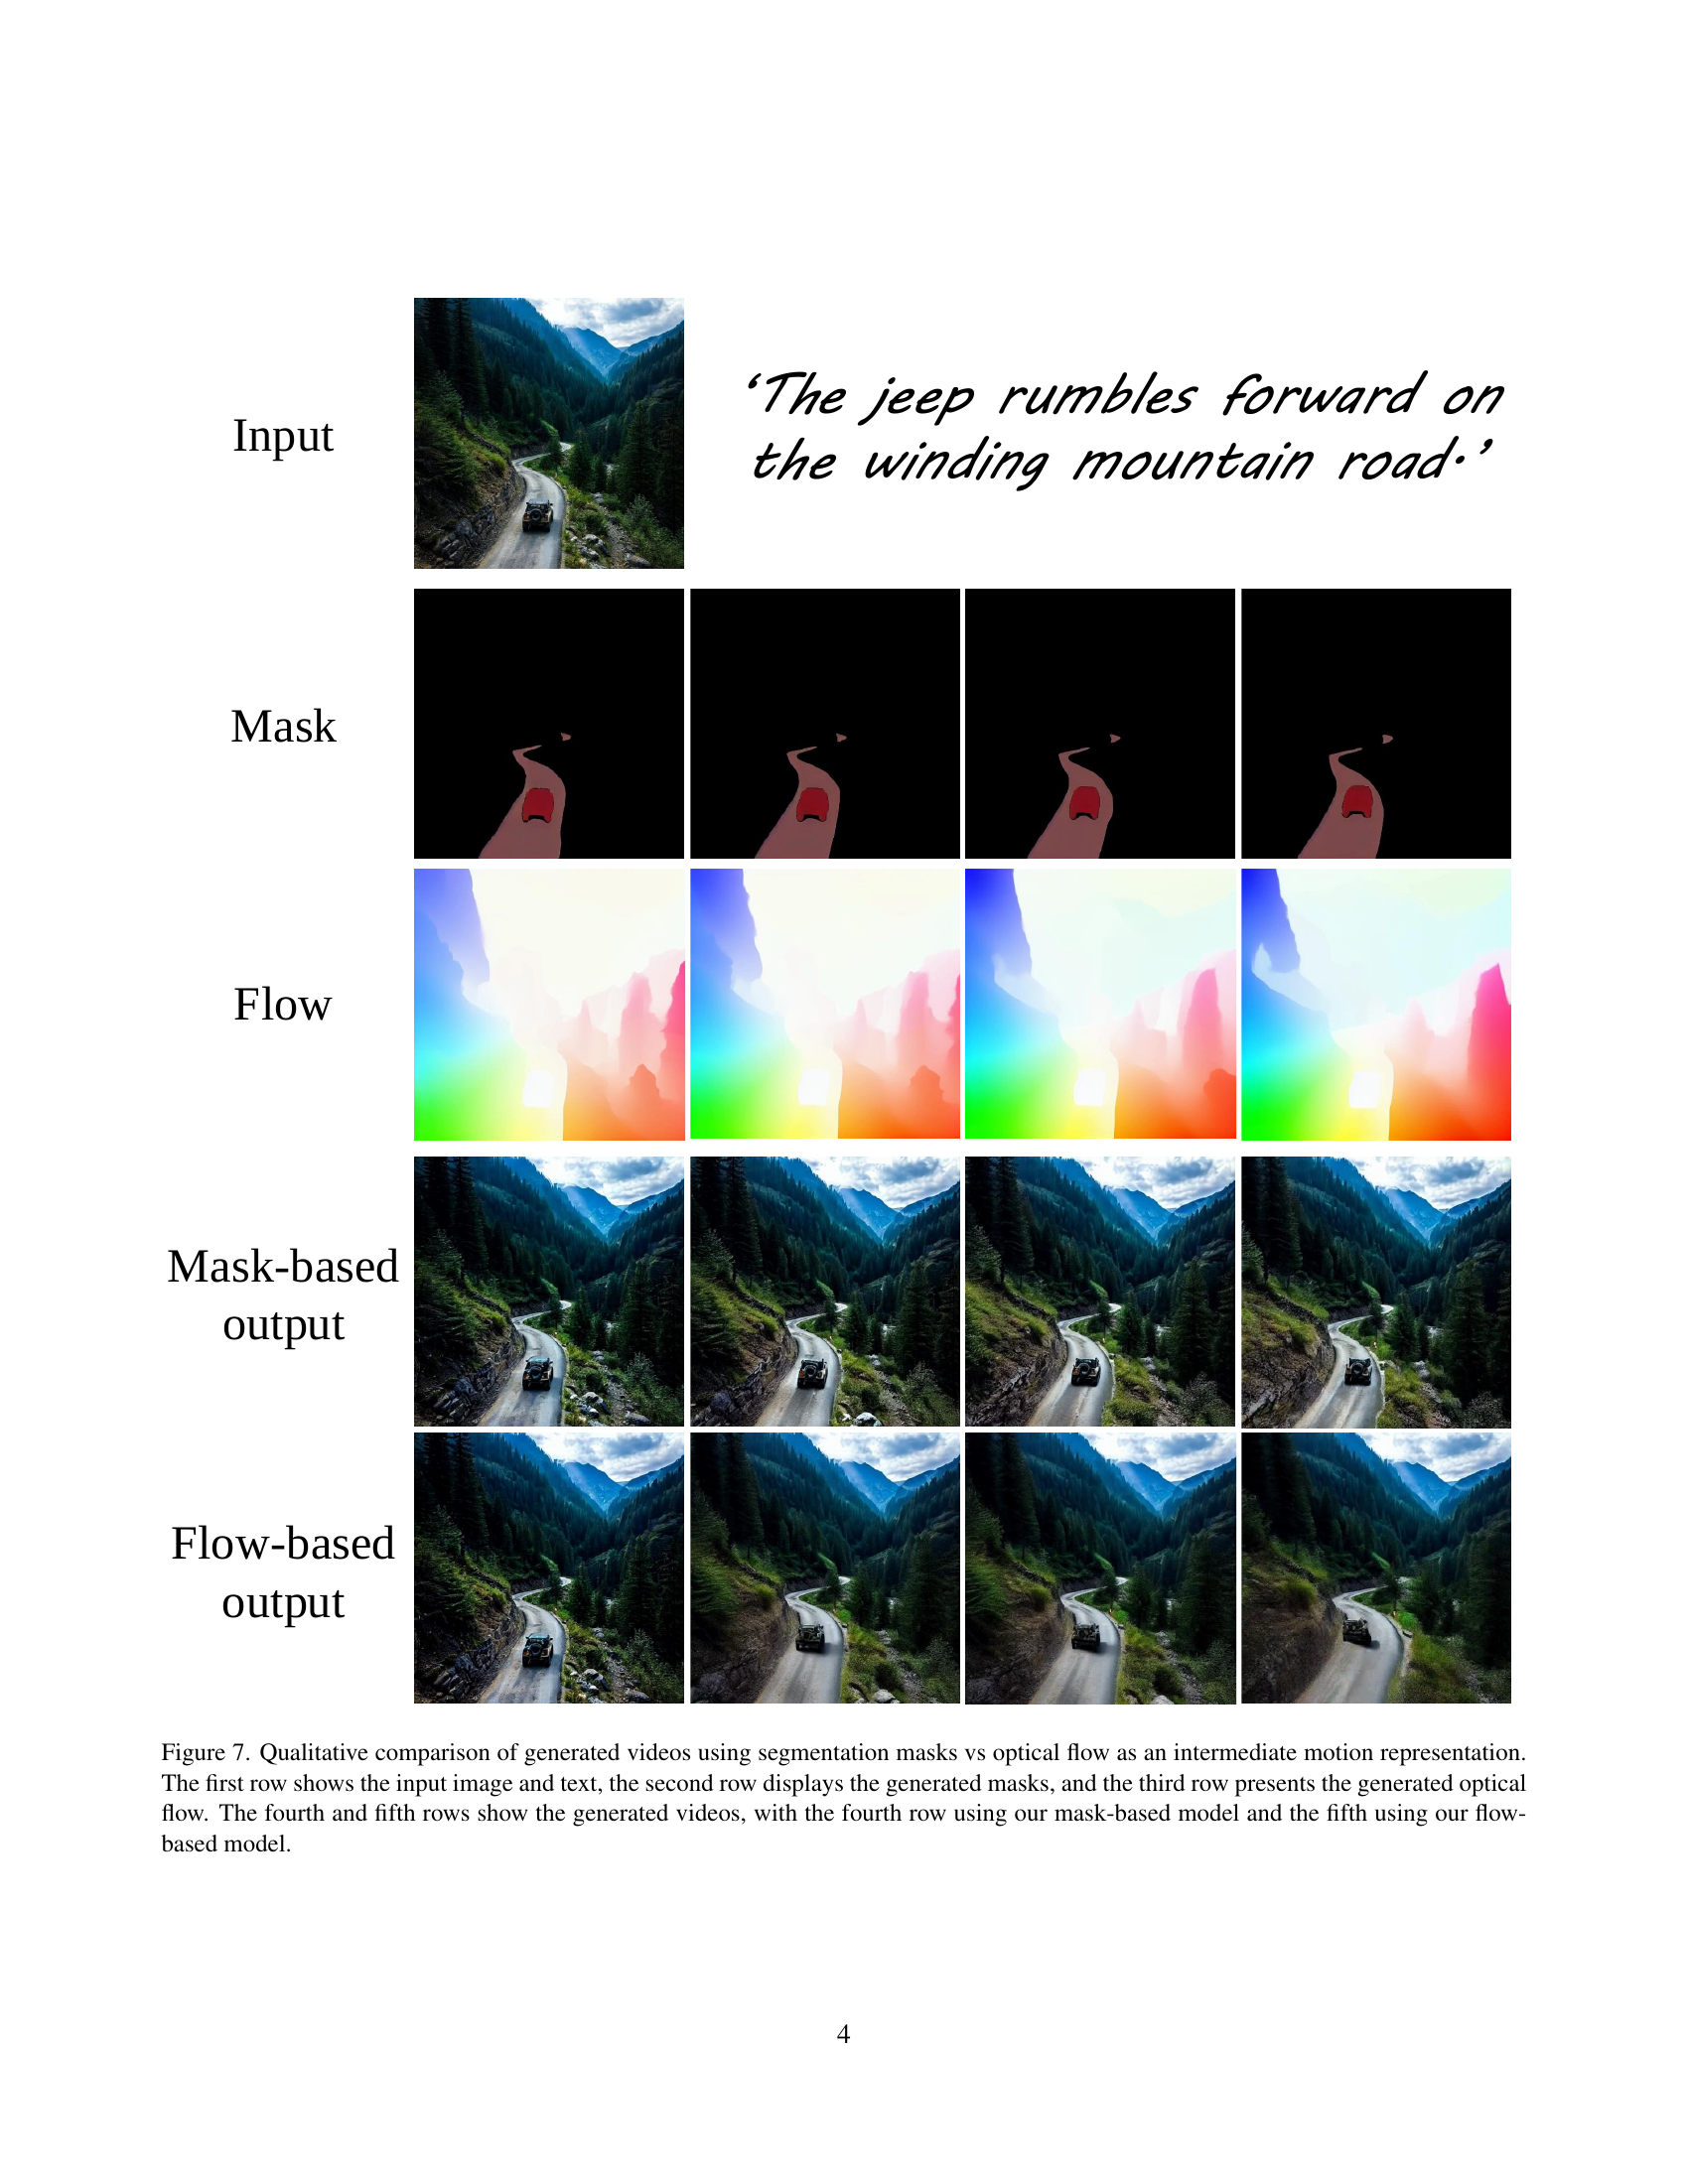 Input
‘The jeep rumbles forward on
the winding mountain road.’
Mask
Flow
Mask-based
output
Flow-based
output
Figure 7. Qualitative comparison of generated videos using segmentation masks vs optical flow as an intermediate motion representation.
The first row shows the input image and text, the second row displays the generated masks, and the third row presents the generated optical
flow. The fourth and fifth rows show the generated videos, with the fourth row using our mask-based model and the fifth using our flow-
based model.
4